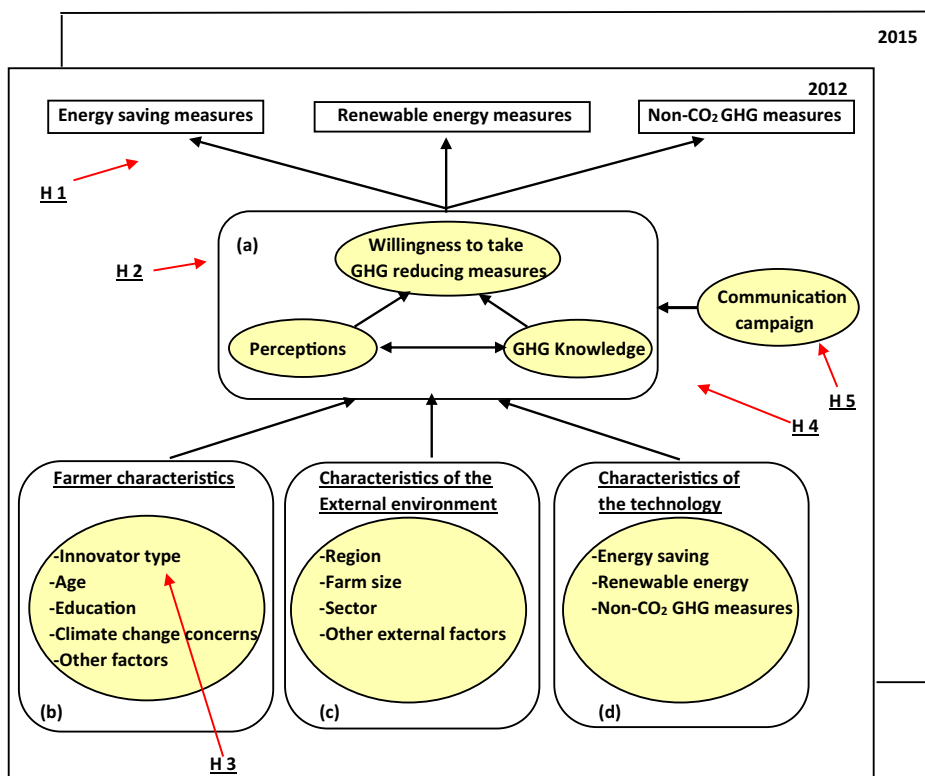 2015
2012
Energy saving measures
Renewable energy measures
Non-CO₂ GHG measures
H 1
(a)
Willingness to take
GHG reducing measures
H 2
Communication
campaign
Perceptions
GHG Knowledge
H 5
H 4
Farmer characteristics
-Innovator type
-Age
-Education
-Climate change concerns
-Other factors
(b)
Characteristics of the
External environment
-Region
-Farm size
-Sector
-Other external factors
(c)
Characteristics of
the technology
-Energy saving
-Renewable energy
-Non-CO₂ GHG measures
(d)
H 3